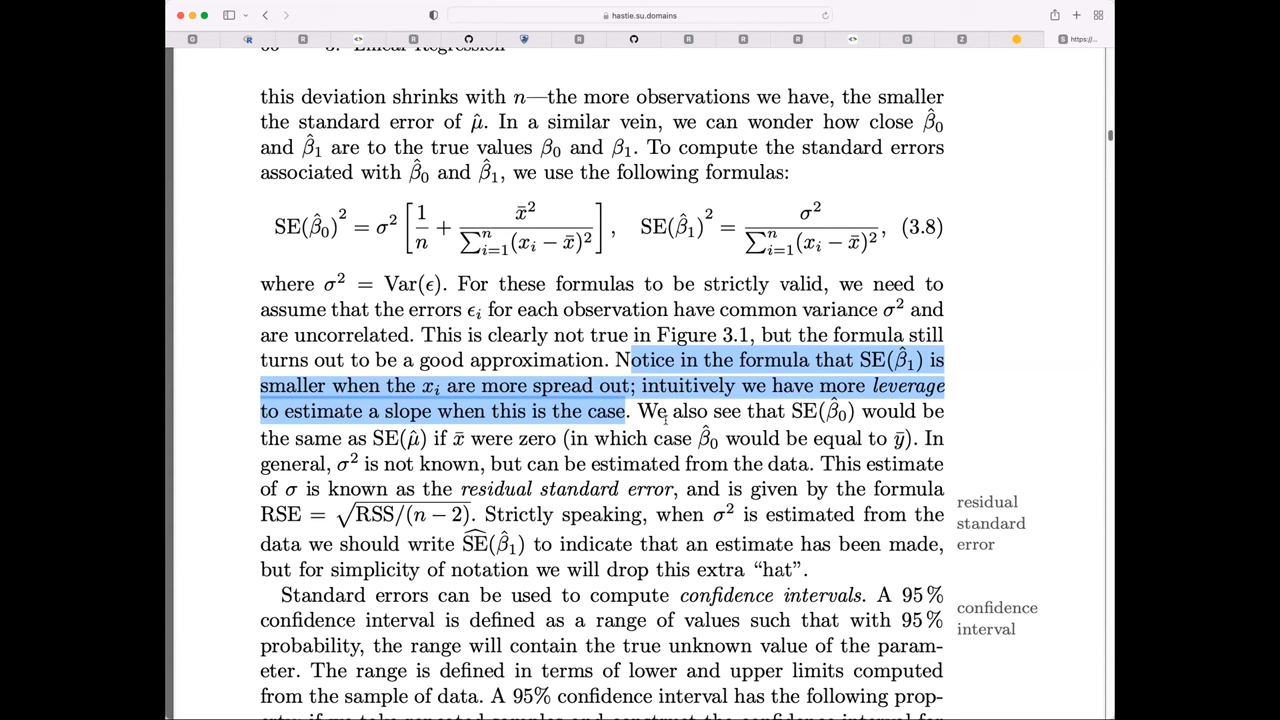 hastie.su.domains
https://...
this deviation shrinks with n—the more observations we have, the smaller
the standard error of μ̂. In a similar vein, we can wonder how close β̂₀
and β̂₁ are to the true values β₀ and β₁. To compute the standard errors
associated with β̂₀ and β̂₁, we use the following formulas:
SE(β̂₀)² = σ² [1/n + x̄²/∑ⁿᵢ₌₁(xᵢ − x̄)²], SE(β̂₁)² = σ²/∑ⁿᵢ₌₁(xᵢ − x̄)², (3.8)
where σ² = Var(ϵ). For these formulas to be strictly valid, we need to
assume that the errors ϵᵢ for each observation have common variance σ² and
are uncorrelated. This is clearly not true in Figure 3.1, but the formula still
turns out to be a good approximation. Notice in the formula that SE(β̂₁) is
smaller when the xᵢ are more spread out; intuitively we have more leverage
to estimate a slope when this is the case. We also see that SE(β̂₀) would be
the same as SE(μ̂) if x̄ were zero (in which case β̂₀ would be equal to ȳ). In
general, σ² is not known, but can be estimated from the data. This estimate
of σ is known as the residual standard error, and is given by the formula
RSE = √RSS/(n − 2). Strictly speaking, when σ² is estimated from the
data we should write SÊ(β̂₁) to indicate that an estimate has been made,
but for simplicity of notation we will drop this extra “hat”.
residual
standard
error
Standard errors can be used to compute confidence intervals. A 95%
confidence interval is defined as a range of values such that with 95%
probability, the range will contain the true unknown value of the param-
eter. The range is defined in terms of lower and upper limits computed
from the sample of data. A 95% confidence interval has the following prop-
confidence
interval